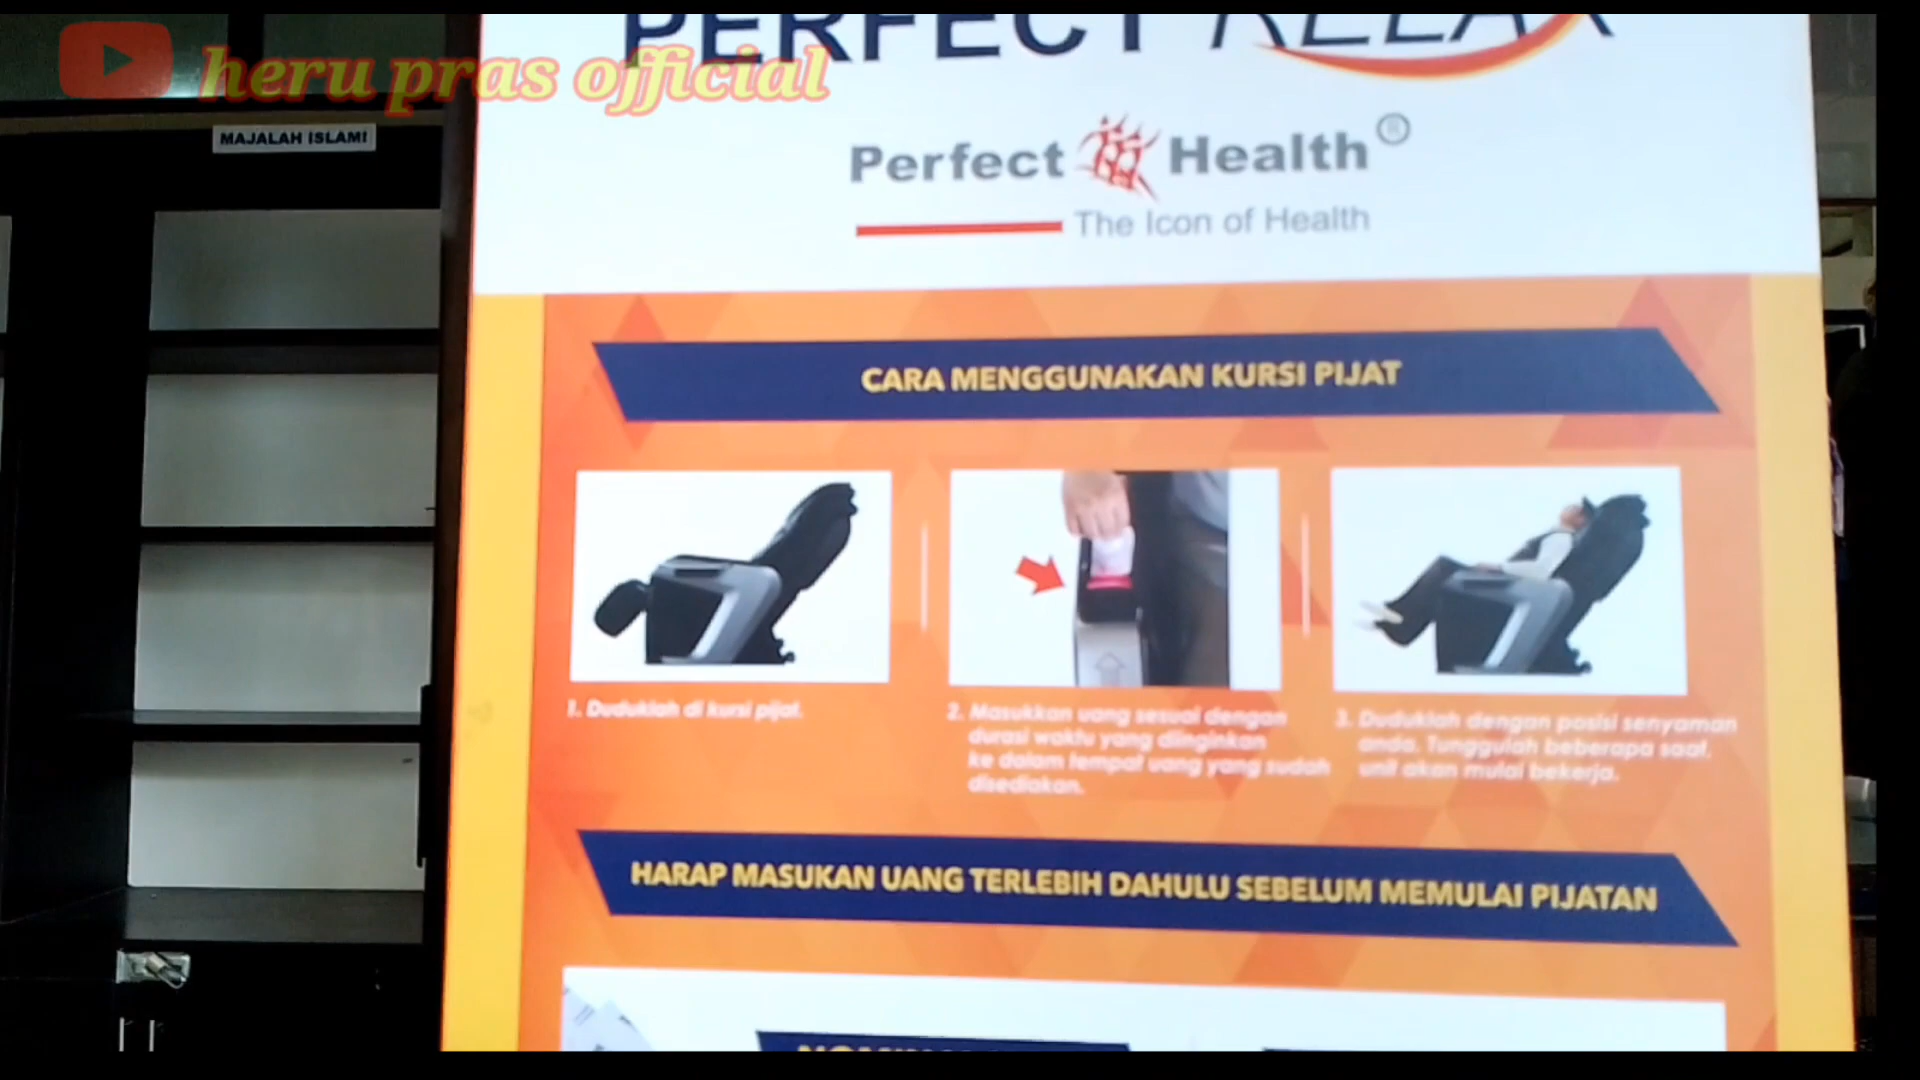 PERFECT RELAX
heru pras official
MAJALAH ISLAMI
Perfect Health ®
The Icon of Health
CARA MENGGUNAKAN KURSI PIJAT
1. Duduklah di kursi pijat.
2. Masukkan uang sesuai dengan
durasi waktu yang diinginkan
ke dalam tempat uang yang sudah
disediakan.
3. Duduklah dengan posisi senyaman
anda. Tunggulah beberapa saat,
unit akan mulai bekerja.
HARAP MASUKAN UANG TERLEBIH DAHULU SEBELUM MEMULAI PIJATAN